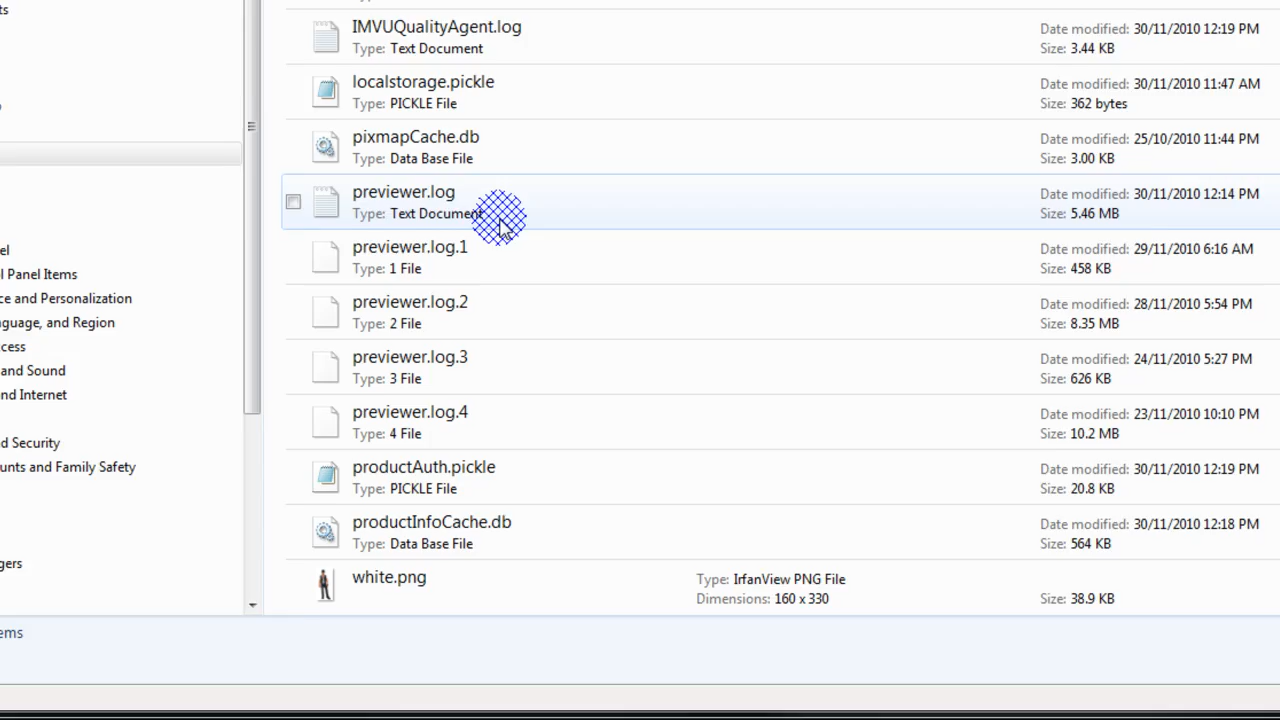 ts
IMVUQualityAgent.log
Type: Text Document
Date modified: 30/11/2010 12:19 PM
Size: 3.44 KB
localstorage.pickle
Type: PICKLE File
Date modified: 30/11/2010 11:47 AM
Size: 362 bytes
pixmapCache.db
Type: Data Base File
Date modified: 25/10/2010 11:44 PM
Size: 3.00 KB
previewer.log
Type: Text Document
Date modified: 30/11/2010 12:14 PM
Size: 5.46 MB
previewer.log.1
Type: 1 File
Date modified: 29/11/2010 6:16 AM
Size: 458 KB
previewer.log.2
Type: 2 File
Date modified: 28/11/2010 5:54 PM
Size: 8.35 MB
previewer.log.3
Type: 3 File
Date modified: 24/11/2010 5:27 PM
Size: 626 KB
previewer.log.4
Type: 4 File
Date modified: 23/11/2010 10:10 PM
Size: 10.2 MB
productAuth.pickle
Type: PICKLE File
Date modified: 30/11/2010 12:19 PM
Size: 20.8 KB
productInfoCache.db
Type: Data Base File
Date modified: 30/11/2010 12:18 PM
Size: 564 KB
white.png
Type: IrfanView PNG File
Dimensions: 160 x 330
Size: 38.9 KB
el
l Panel Items
ce and Personalization
nguage, and Region
cess
and Sound
nd Internet
d Security
unts and Family Safety
gers
ems